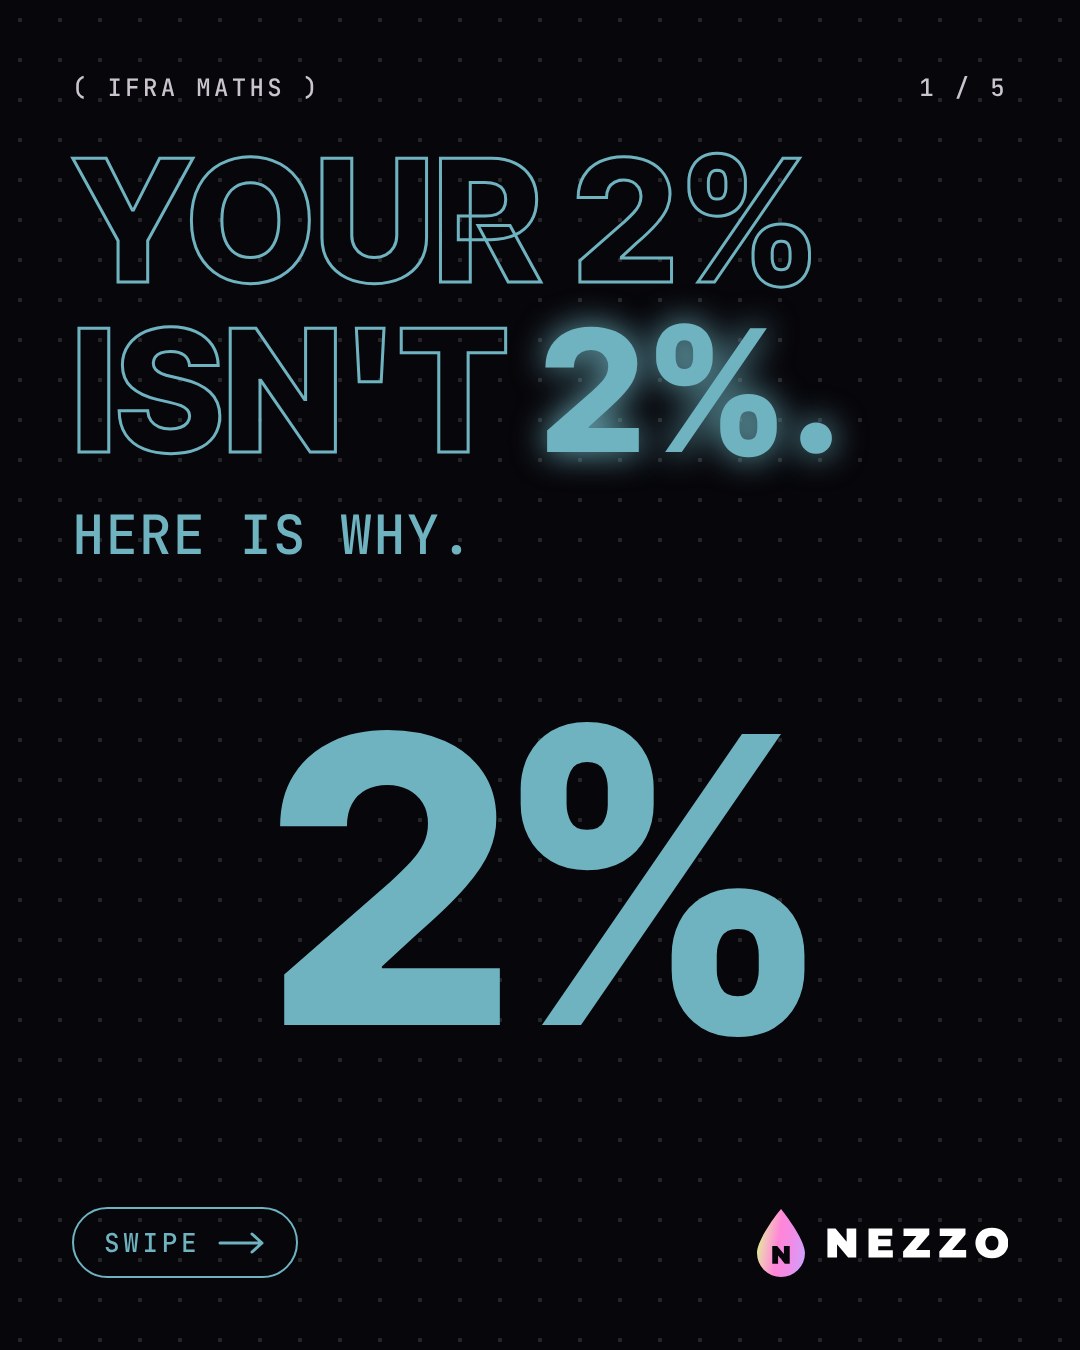 ( IFRA MATHS )
1 / 5
YOUR 2%
ISN'T 2%.
HERE IS WHY.
2%
SWIPE →
N NEZZO